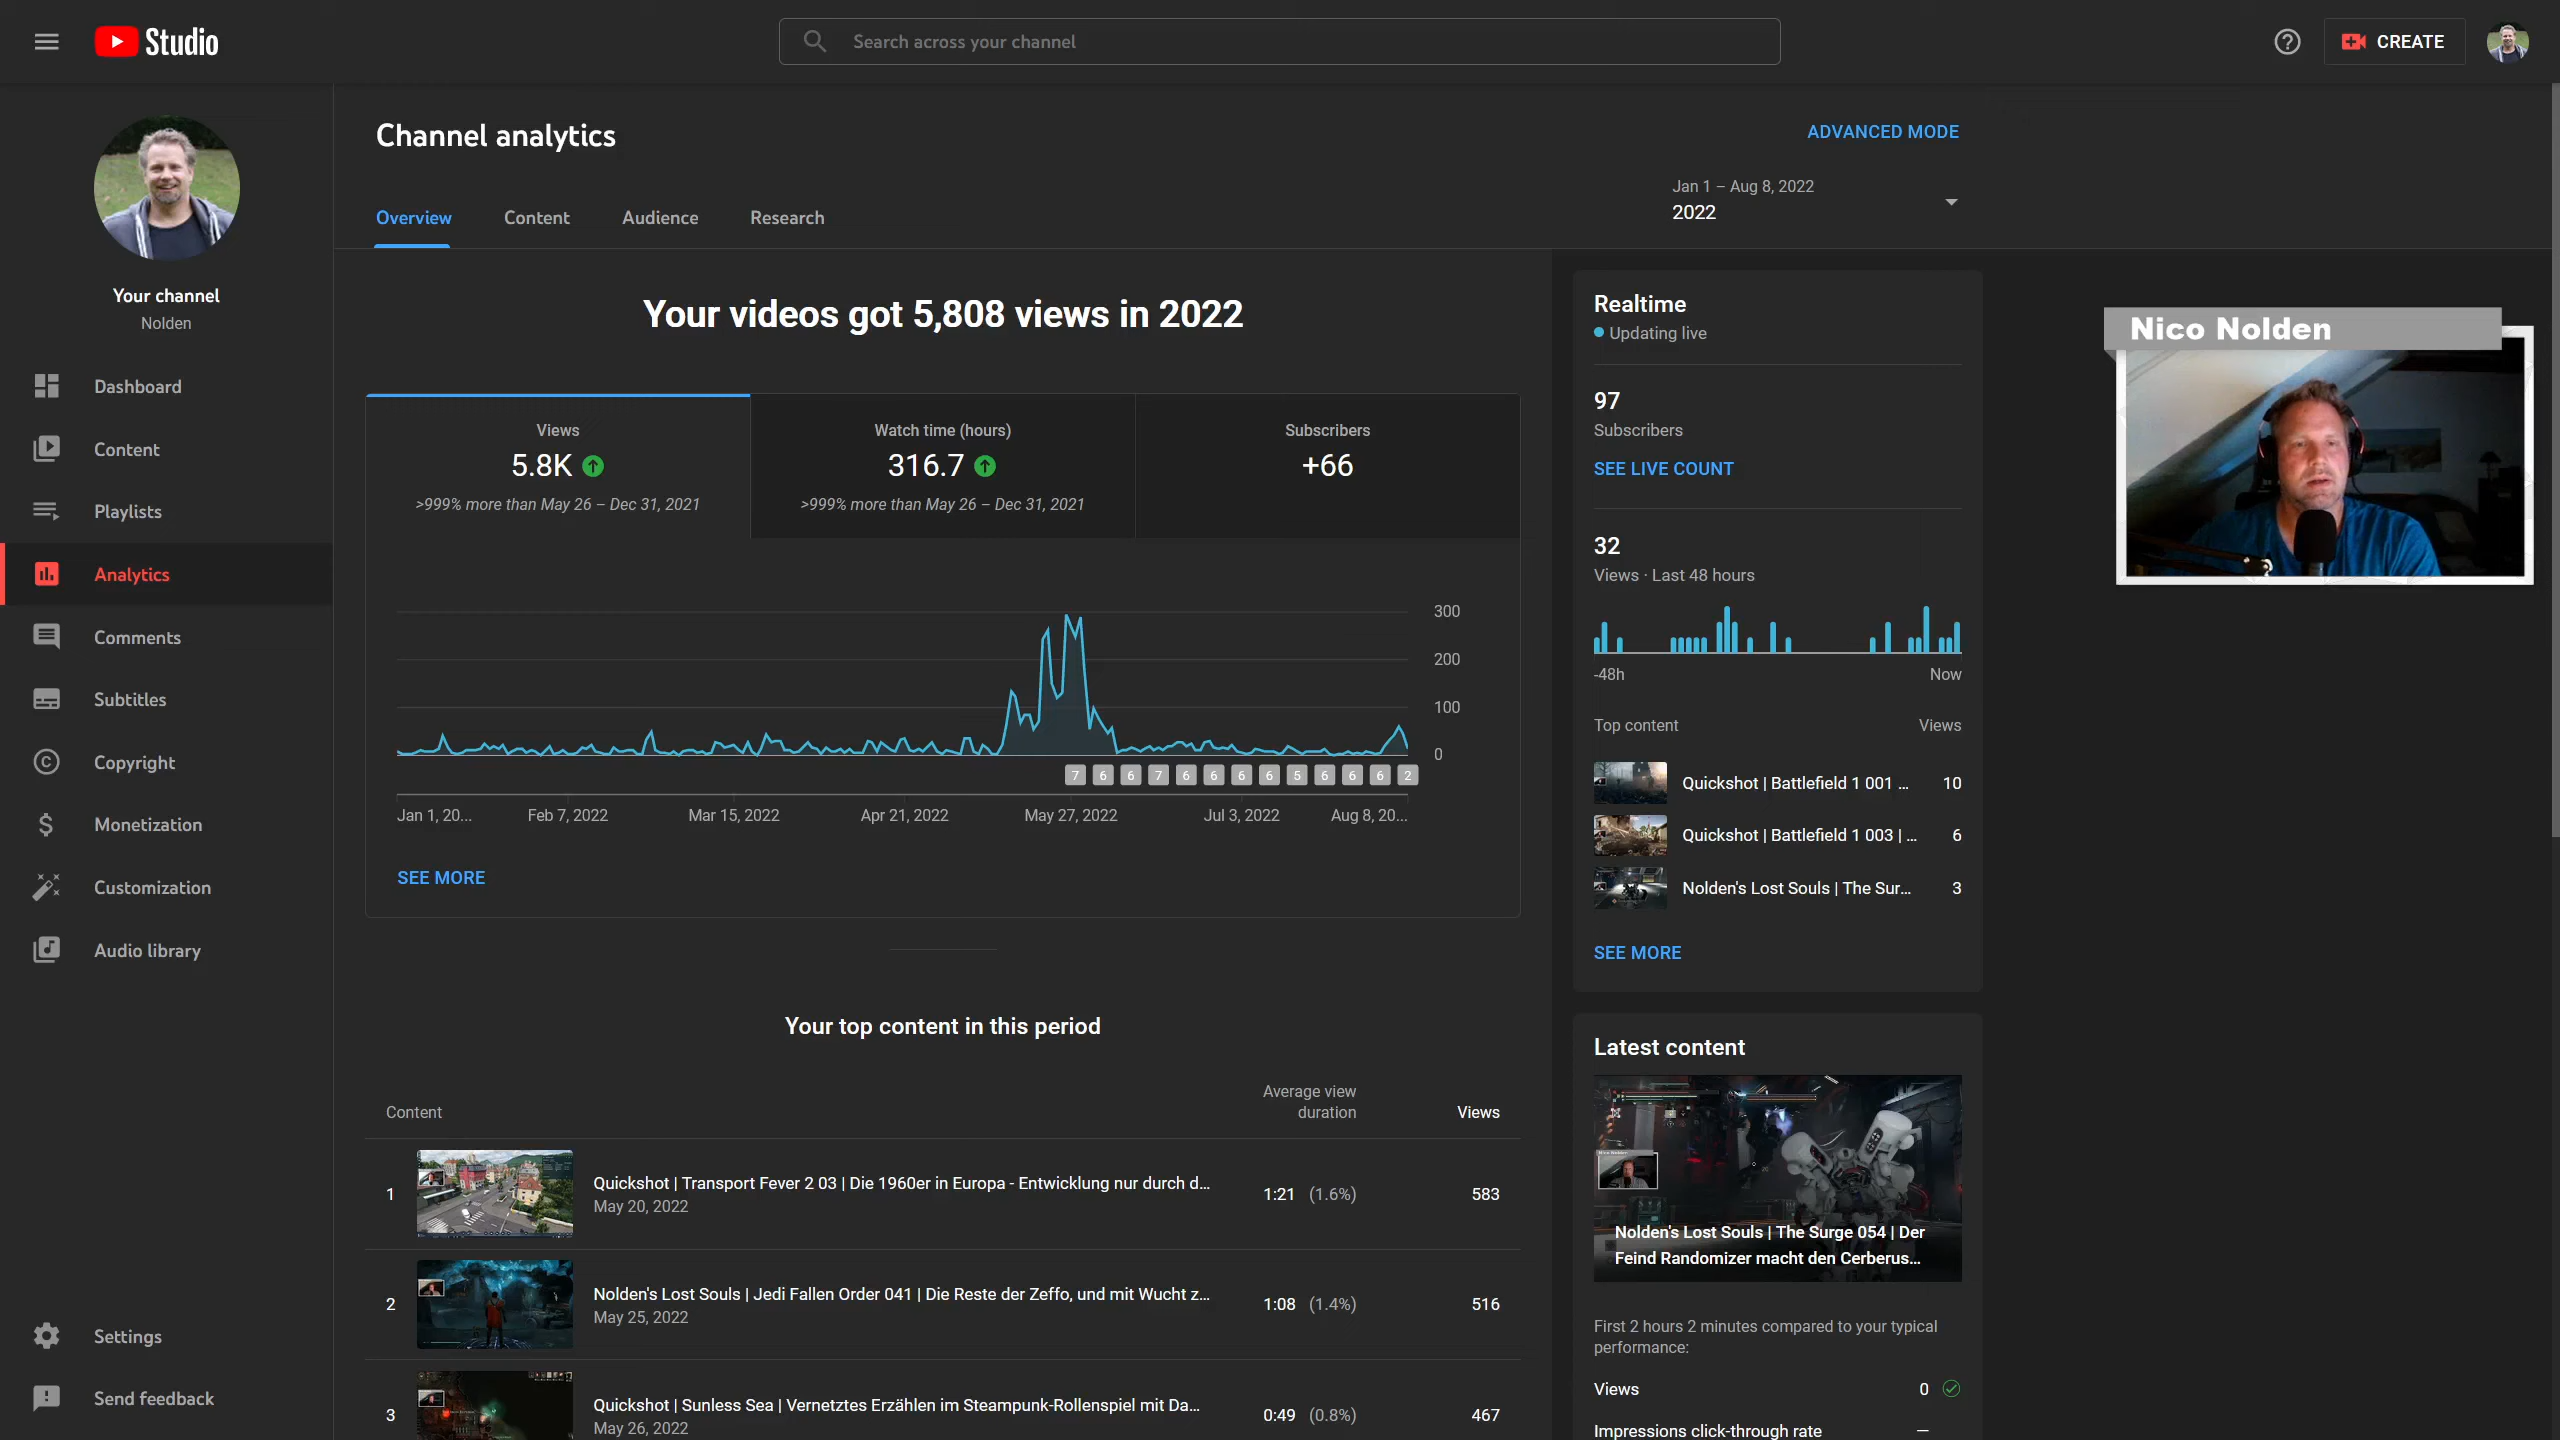 Studio
Search across your channel
CREATE
Your channel
Nolden
Dashboard
Content
Playlists
Analytics
Comments
Subtitles
Copyright
Monetization
Customization
Audio library
Settings
Send feedback
Channel analytics
ADVANCED MODE
Overview
Content
Audience
Research
Jan 1 – Aug 8, 2022
2022
Your videos got 5,808 views in 2022
Views
5.8K
>999% more than May 26 – Dec 31, 2021
Watch time (hours)
316.7
>999% more than May 26 – Dec 31, 2021
Subscribers
+66
300
200
100
0
7 6 6 7 6 6 6 6 5 6 6 6 2
Jan 1, 20... Feb 7, 2022 Mar 15, 2022 Apr 21, 2022 May 27, 2022 Jul 3, 2022 Aug 8, 20...
SEE MORE
Your top content in this period
Content
Average view
duration
Views
1
Quickshot | Transport Fever 2 03 | Die 1960er in Europa - Entwicklung nur durch d...
May 20, 2022
1:21 (1.6%)
583
2
Nolden's Lost Souls | Jedi Fallen Order 041 | Die Reste der Zeffo, und mit Wucht z...
May 25, 2022
1:08 (1.4%)
516
3
Quickshot | Sunless Sea | Vernetztes Erzählen im Steampunk-Rollenspiel mit Da...
May 26, 2022
0:49 (0.8%)
467
Realtime
Updating live
97
Subscribers
SEE LIVE COUNT
32
Views · Last 48 hours
-48h
Now
Top content
Views
Quickshot | Battlefield 1 001 ... 10
Quickshot | Battlefield 1 003 | ... 6
Nolden's Lost Souls | The Sur... 3
SEE MORE
Latest content
Nolden's Lost Souls | The Surge 054 | Der
Feind Randomizer macht den Cerberus...
First 2 hours 2 minutes compared to your typical
performance:
Views 0
Impressions click-through rate —
Nico Nolden